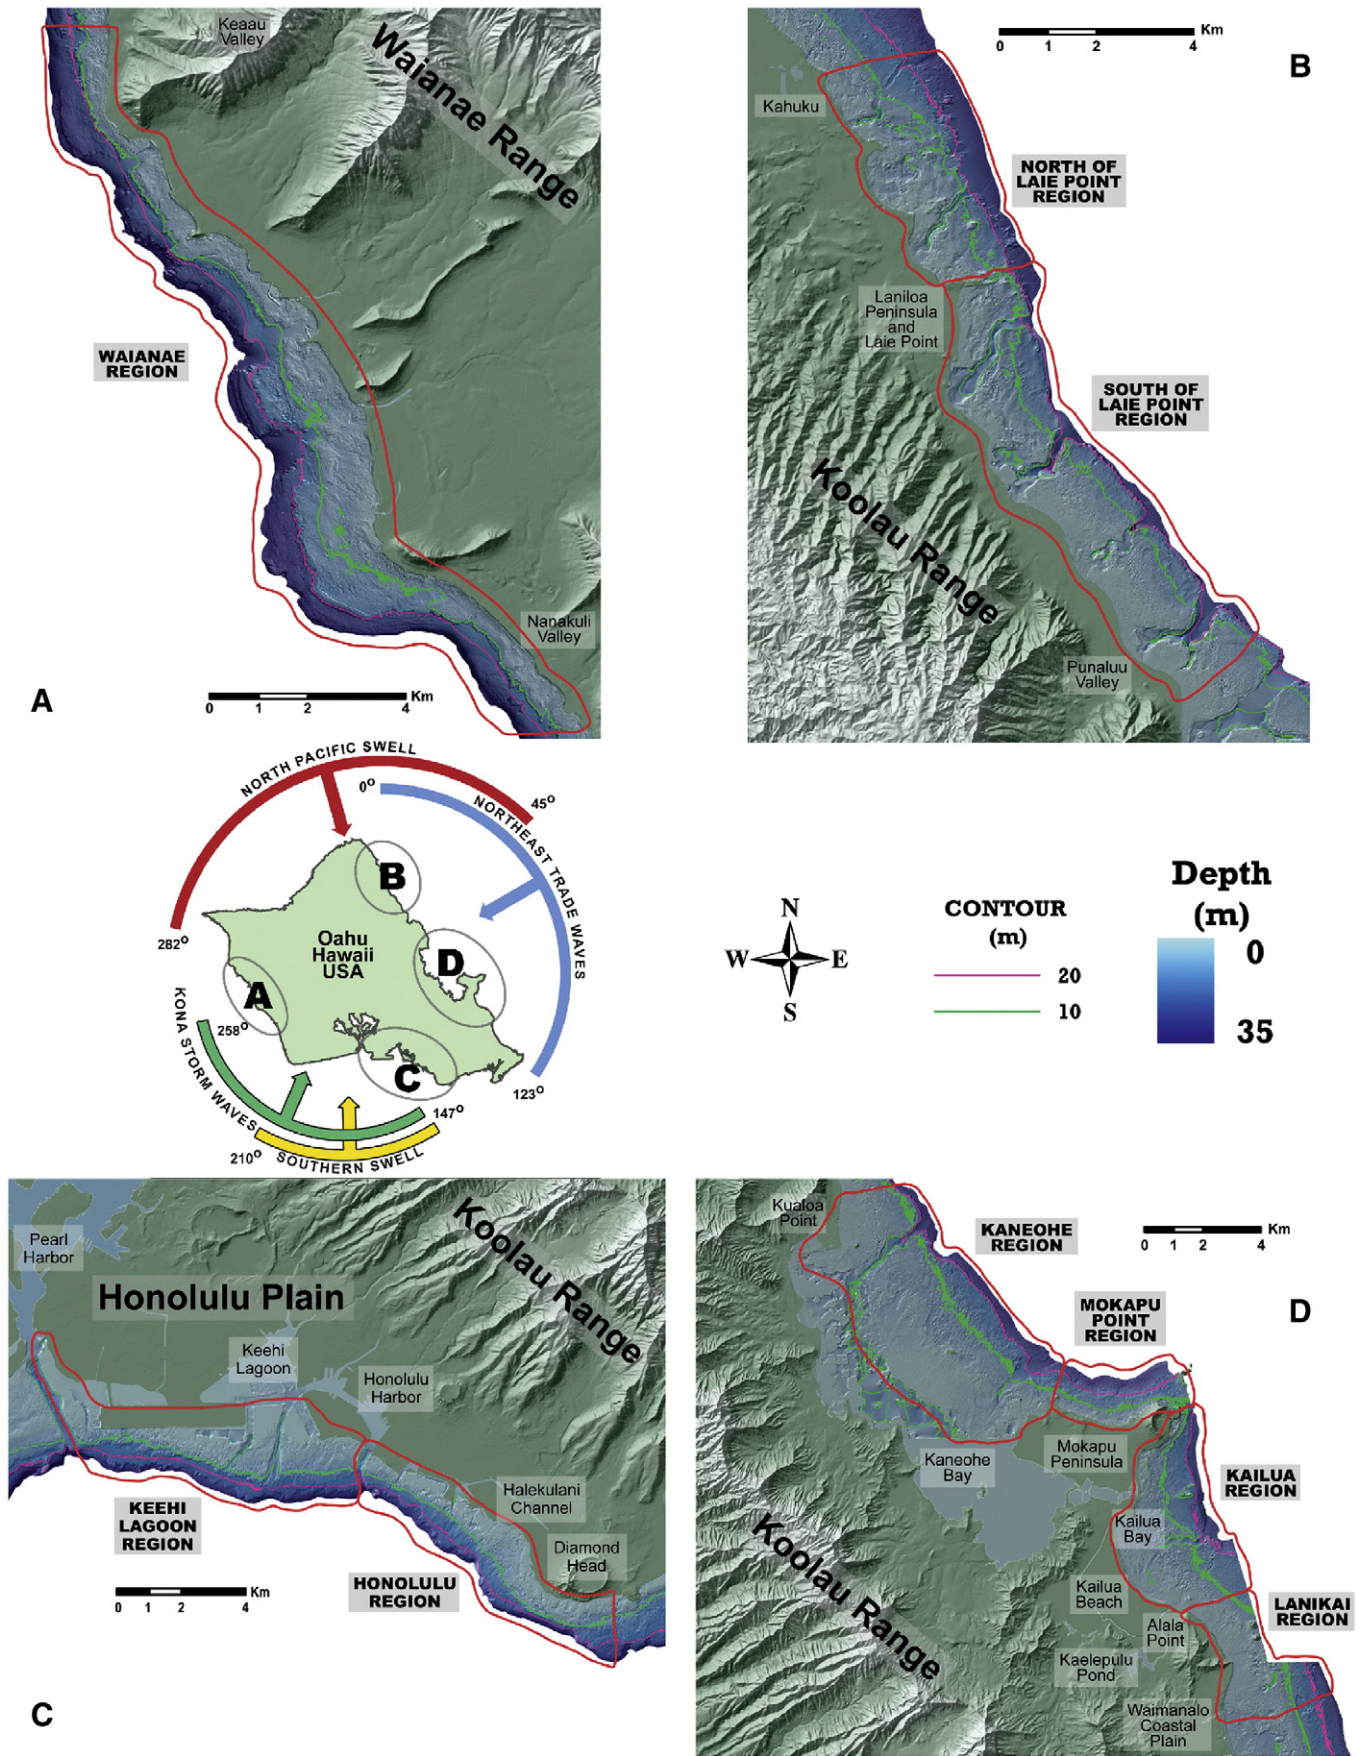 Keaau
Valley
Waianae Range
WAIANAE
REGION
Nanakuli
Valley
A
Km
0 1 2 4
Km
0 1 2 4
B
Kahuku
NORTH OF
LAIE POINT
REGION
Laniloa
Peninsula
and
Laie Point
SOUTH OF
LAIE POINT
REGION
Koolau Range
Punaluu
Valley
NORTH PACIFIC SWELL
0°
45°
NORTHEAST TRADE WAVES
B
282°
Oahu
Hawaii
USA
D
A
258°
KONA STORM WAVES
C
147°
123°
210°
SOUTHERN SWELL
N
W E
S
CONTOUR
(m)
20
10
Depth
(m)
0
35
Pearl
Harbor
Honolulu Plain
Koolau Range
Keehi
Lagoon
Honolulu
Harbor
Halekulani
Channel
Diamond
Head
KEEHI
LAGOON
REGION
HONOLULU
REGION
Km
0 1 2 4
C
Kualoa
Point
KANEOHE
REGION
Km
0 1 2 4
MOKAPU
POINT
REGION
D
Kaneohe
Bay
Mokapu
Peninsula
KAILUA
REGION
Kailua
Bay
Koolau Range
Kailua
Beach
LANIKAI
REGION
Alala
Point
Kaelepulu
Pond
Waimanalo
Coastal
Plain